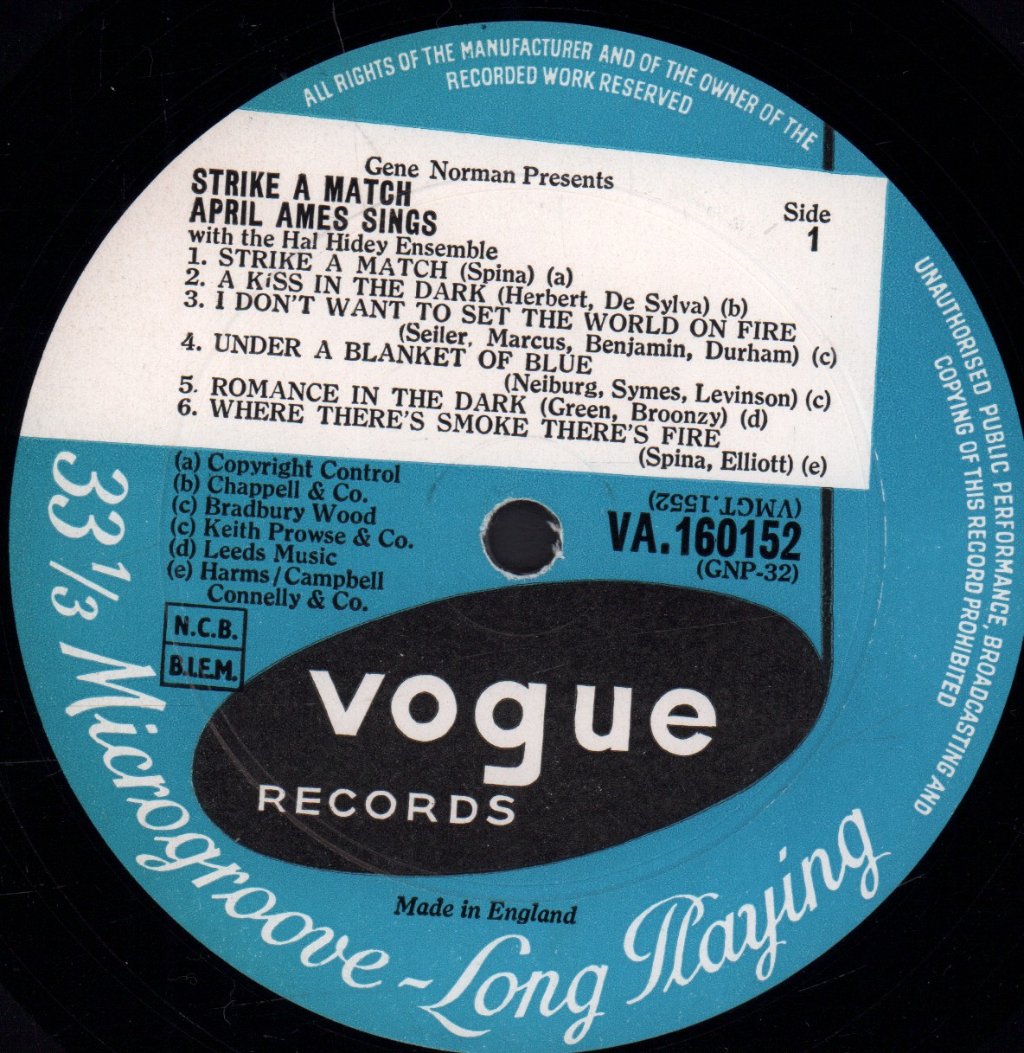 ALL RIGHTS OF THE MANUFACTURER AND OF THE OWNER OF THE
RECORDED WORK RESERVED
Gene Norman Presents
STRIKE A MATCH
APRIL AMES SINGS
with the Hal Hidey Ensemble
Side
1
1. STRIKE A MATCH (Spina) (a)
2. A KiSS IN THE DARK (Herbert, De Sylva) (b)
3. I DON'T WANT TO SET THE WORLD ON FIRE
(Seiler, Marcus, Benjamin, Durham) (c)
4. UNDER A BLANKET OF BLUE
(Neiburg, Symes, Levinson) (c)
5. ROMANCE IN THE DARK (Green, Broonzy) (d)
6. WHERE THERE'S SMOKE THERE'S FIRE
(Spina, Elliott) (e)
(a) Copyright Control
(b) Chappell & Co.
(c) Bradbury Wood
(c) Keith Prowse & Co.
(d) Leeds Music
(e) Harms/Campbell
Connelly & Co.
N.C.B.
B.I.E.M.
(VMGT.1552)
VA.160152
(GNP-32)
UNAUTHORISED PUBLIC PERFORMANCE, BROADCASTING AND
COPYING OF THIS RECORD PROHIBITED
vogue
RECORDS
Made in England
33 1/3 Microgroove - Long Playing